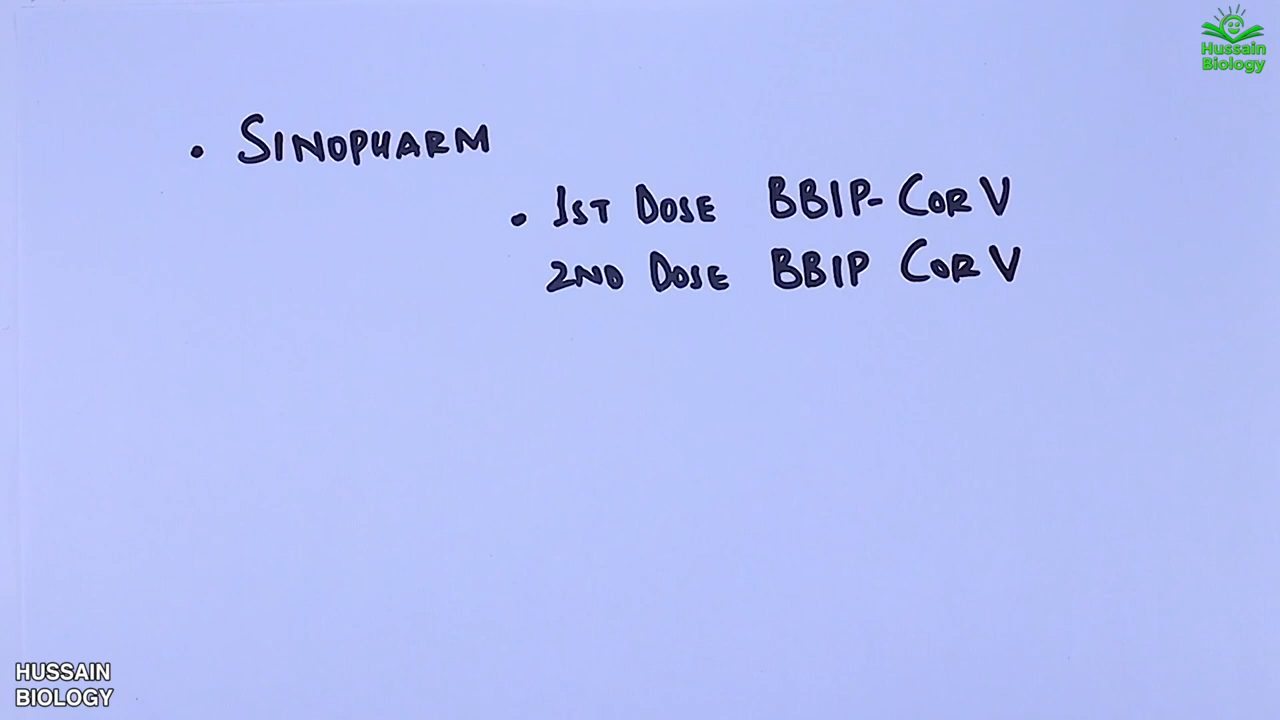 Hussain
Biology
• SINOPHARM
• 1ST DOSE BBIP-CORV
2ND DOSE BBIP CORV
HUSSAIN
BIOLOGY